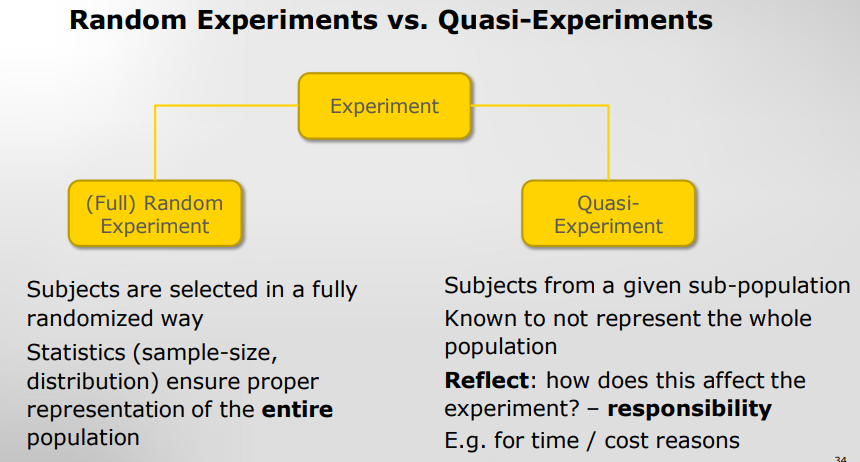 Random Experiments vs. Quasi-Experiments
Experiment
(Full) Random
Experiment
Quasi-
Experiment
Subjects are selected in a fully
randomized way
Statistics (sample-size,
distribution) ensure proper
representation of the entire
population
Subjects from a given sub-population
Known to not represent the whole
population
Reflect: how does this affect the
experiment? – responsibility
E.g. for time / cost reasons
34